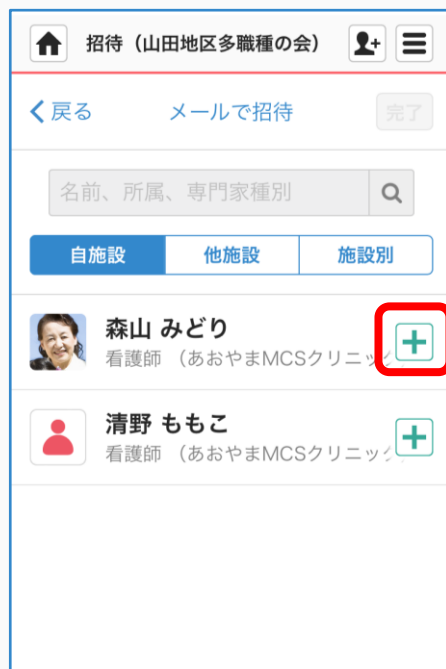 招待（山田地区多職種の会）
戻る メールで招待 完了
名前、所属、専門家種別
自施設 他施設 施設別
森山 みどり
看護師 （あおやまMCSクリニック
清野 ももこ
看護師 （あおやまMCSクリニック